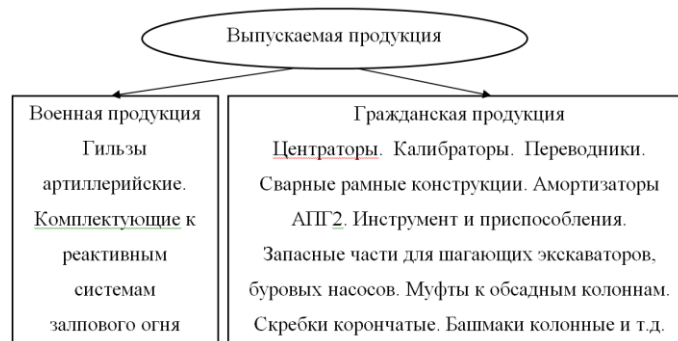 Выпускаемая продукция
Военная продукция
Гильзы
артиллерийские.
Комплектующие к
реактивным
системам
залпового огня
Гражданская продукция
Центраторы. Калибраторы. Переводники.
Сварные рамные конструкции. Амортизаторы
АПГ2. Инструмент и приспособления.
Запасные части для шагающих экскаваторов,
буровых насосов. Муфты к обсадным колоннам.
Скребки корончатые. Башмаки колонные и т.д.